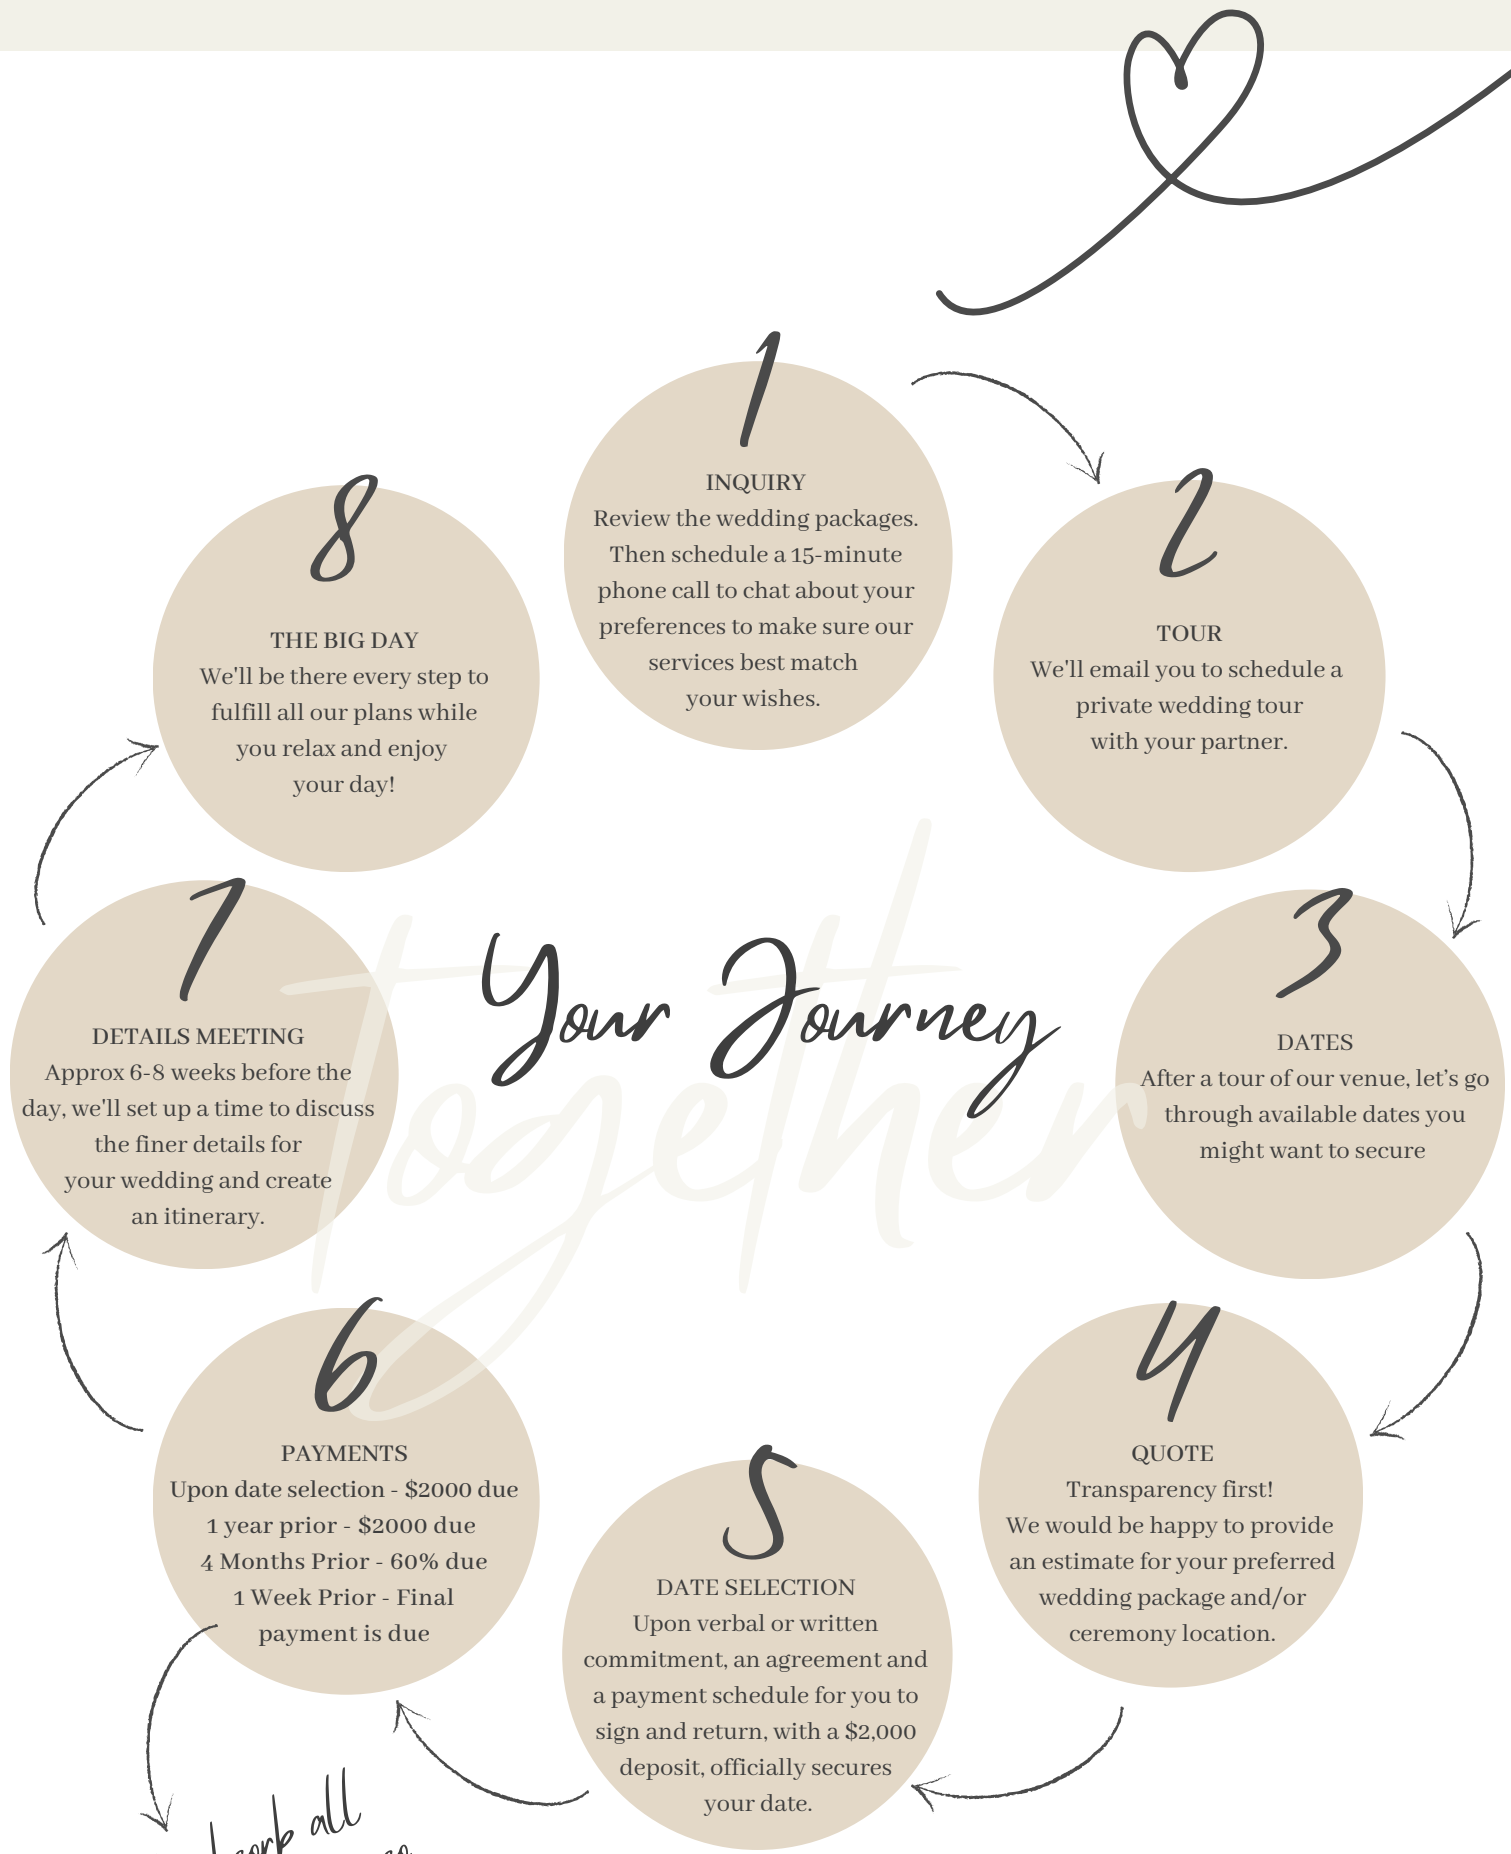 1
INQUIRY
Review the wedding packages.
Then schedule a 15-minute
phone call to chat about your
preferences to make sure our
services best match
your wishes.
2
TOUR
We'll email you to schedule a
private wedding tour
with your partner.
3
DATES
After a tour of our venue, let’s go
through available dates you
might want to secure
4
QUOTE
Transparency first!
We would be happy to provide
an estimate for your preferred
wedding package and/or
ceremony location.
5
DATE SELECTION
Upon verbal or written
commitment, an agreement and
a payment schedule for you to
sign and return, with a $2,000
deposit, officially secures
your date.
6
PAYMENTS
Upon date selection - $2000 due
1 year prior - $2000 due
4 Months Prior - 60% due
1 Week Prior - Final
payment is due
7
DETAILS MEETING
Approx 6-8 weeks before the
day, we'll set up a time to discuss
the finer details for
your wedding and create
an itinerary.
8
THE BIG DAY
We'll be there every step to
fulfill all our plans while
you relax and enjoy
your day!
Your Journey
together
all